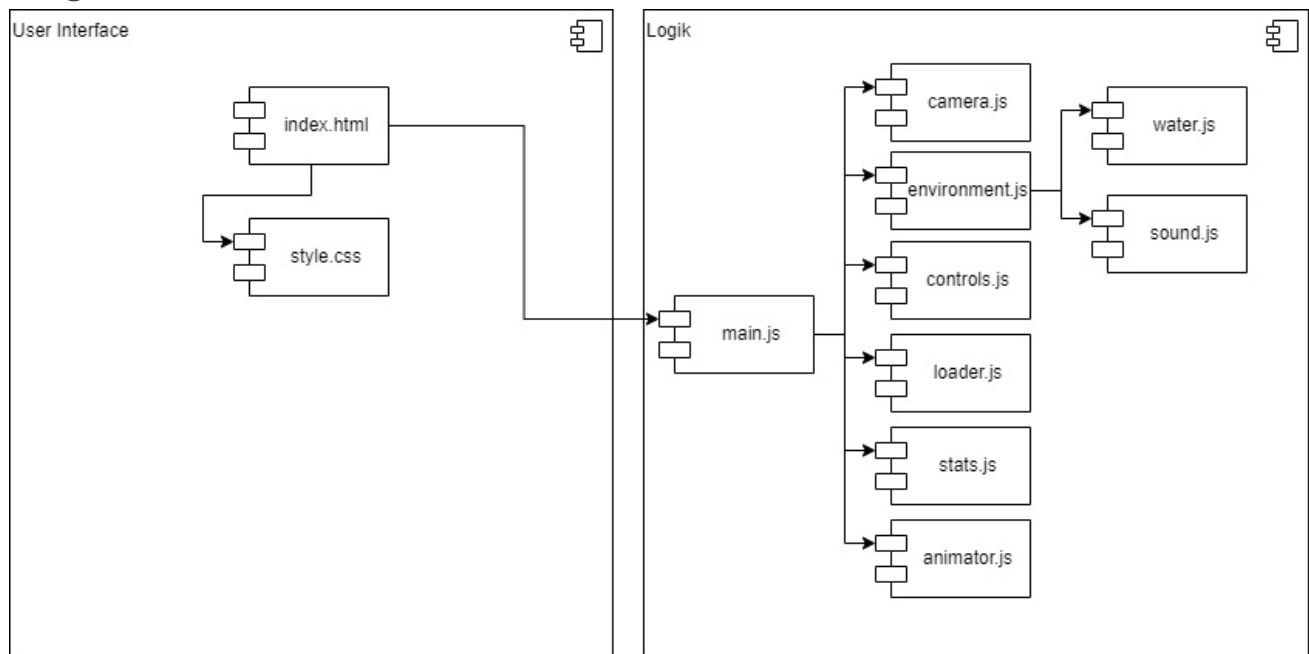 User Interface
index.html
style.css
Logik
main.js
camera.js
environment.js
controls.js
loader.js
stats.js
animator.js
water.js
sound.js